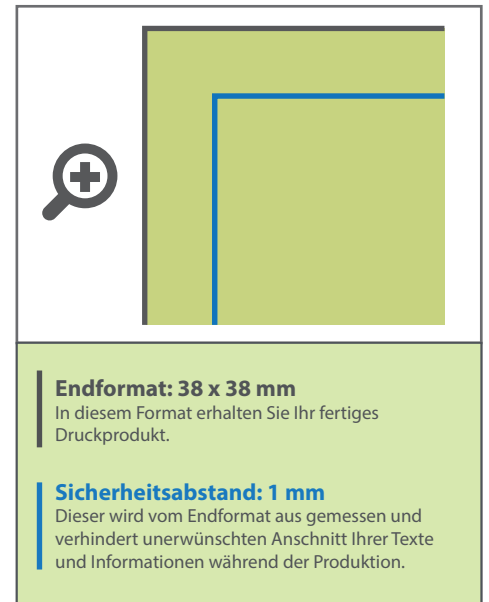 Endformat: 38 x 38 mm
In diesem Format erhalten Sie Ihr fertiges
Druckprodukt.
Sicherheitsabstand: 1 mm
Dieser wird vom Endformat aus gemessen und
verhindert unerwünschten Anschnitt Ihrer Texte
und Informationen während der Produktion.